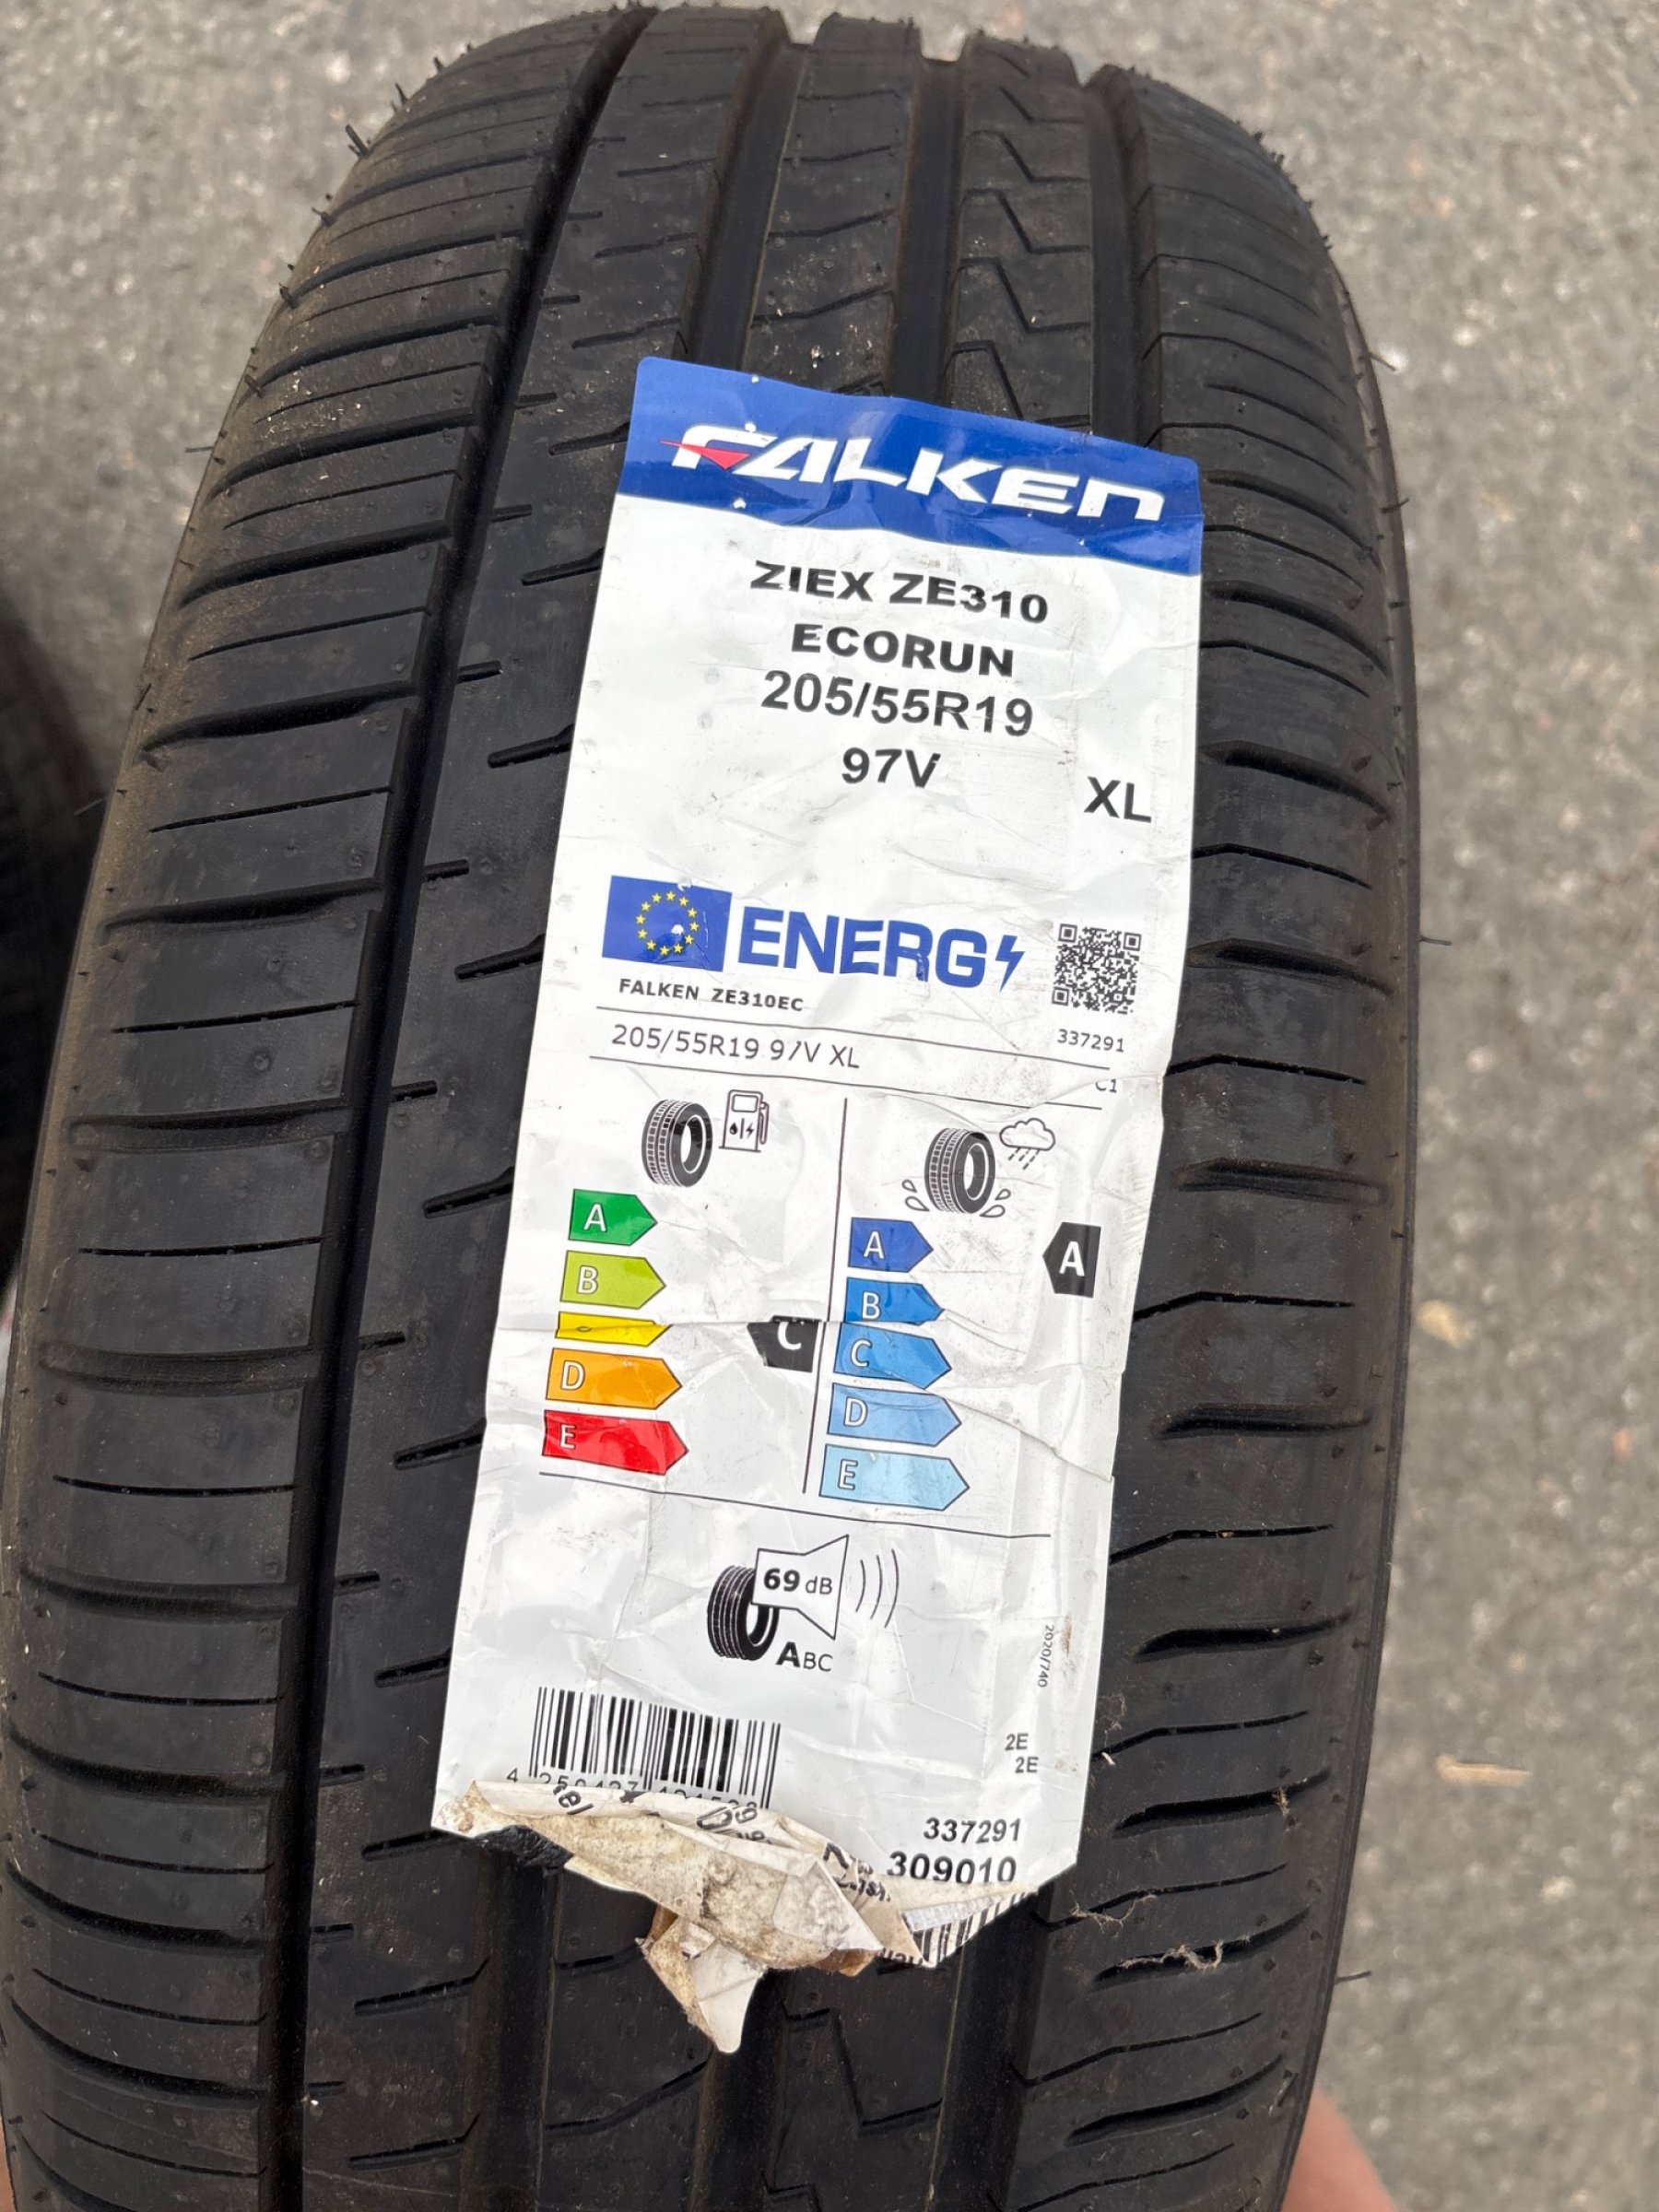 FALKEN
ZIEX ZE310
ECORUN
205/55R19
97V
XL
ENERG
FALKEN ZE310EC
337291
205/55R19 97V XL
C1
A
B
C
D
E
C
A
B
C
D
E
A
69 dB
ABC
2020/740
2E
2E
337291
309010